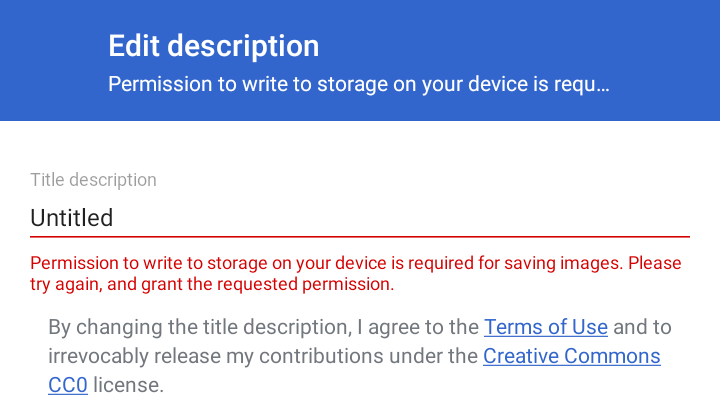 Edit description
Permission to write to storage on your device is requ...
Title description
Untitled
Permission to write to storage on your device is required for saving images. Please
try again, and grant the requested permission.
By changing the title description, I agree to the Terms of Use and to
irrevocably release my contributions under the Creative Commons
CC0 license.